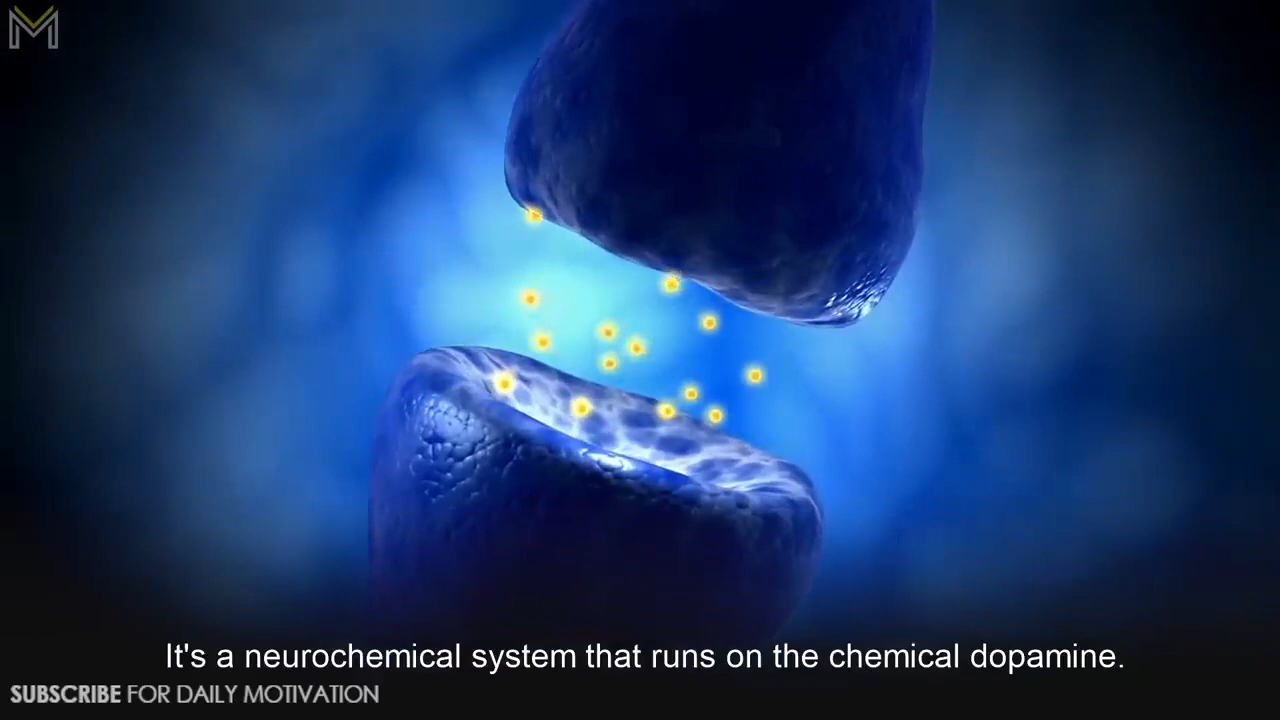 M
It's a neurochemical system that runs on the chemical dopamine.
SUBSCRIBE FOR DAILY MOTIVATION